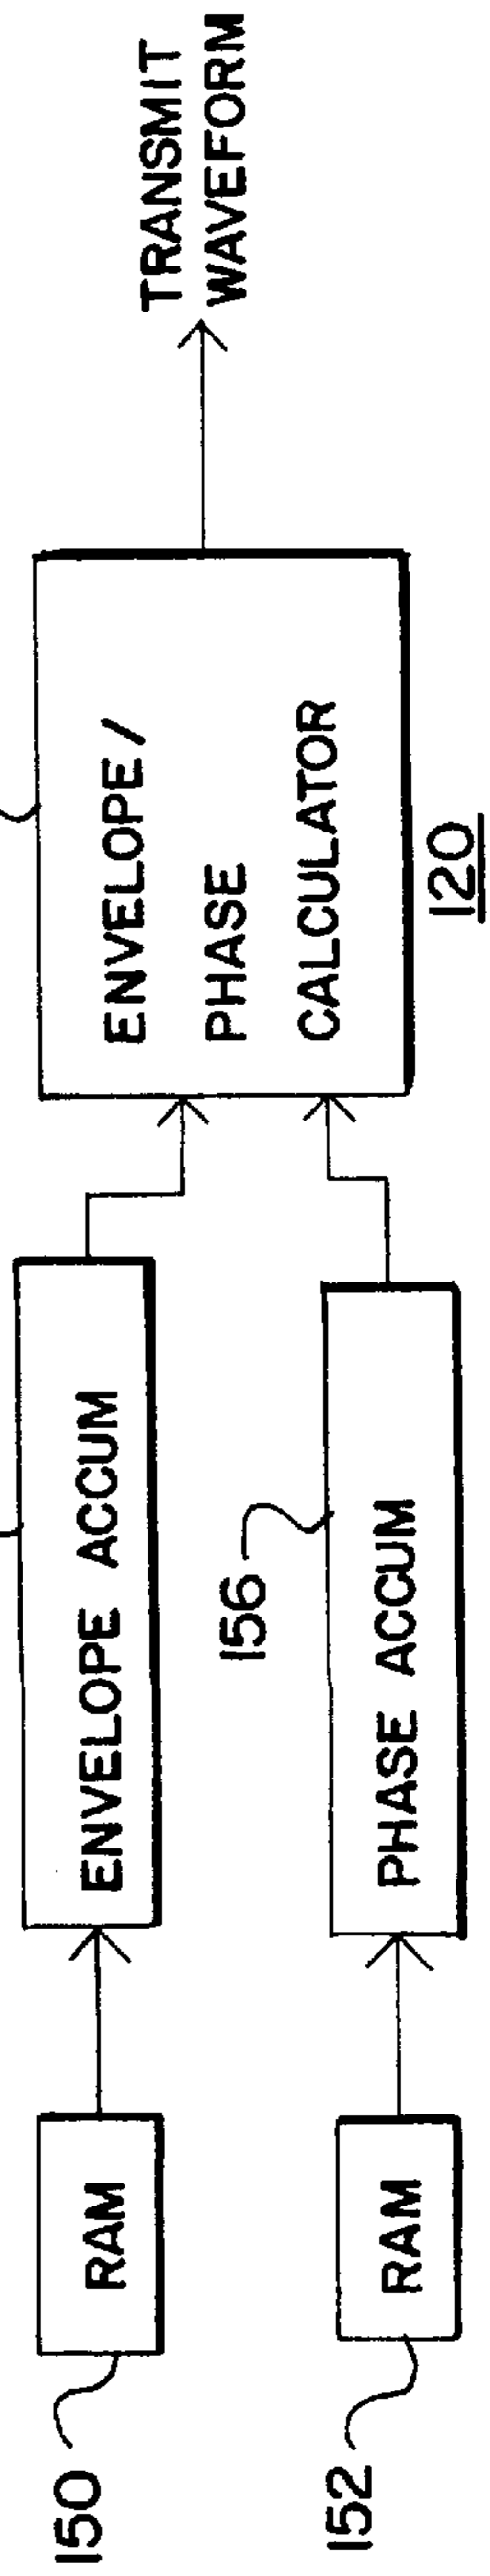 150
RAM
ENVELOPE ACCUM
152
RAM
156
PHASE ACCUM
ENVELOPE/
PHASE
CALCULATOR
120
TRANSMIT
WAVEFORM